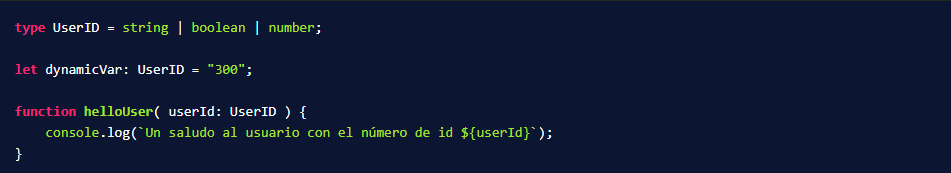 type UserID = string | boolean | number;
let dynamicVar: UserID = "300";
function helloUser( userId: UserID ) {
    console.log(`Un saludo al usuario con el número de id ${userId}`);
}